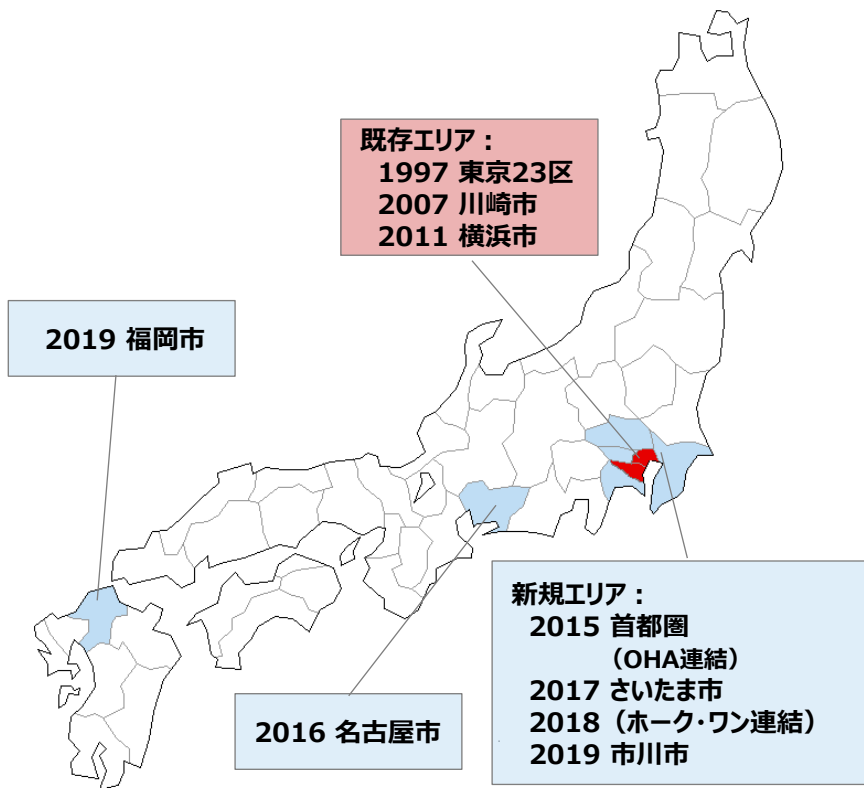 既存エリア：
1997 東京23区
2007 川崎市
2011 横浜市
2019 福岡市
新規エリア：
2015 首都圏
（OHA連結）
2017 さいたま市
2018（ホーク・ワン連結）
2019 市川市
2016 名古屋市